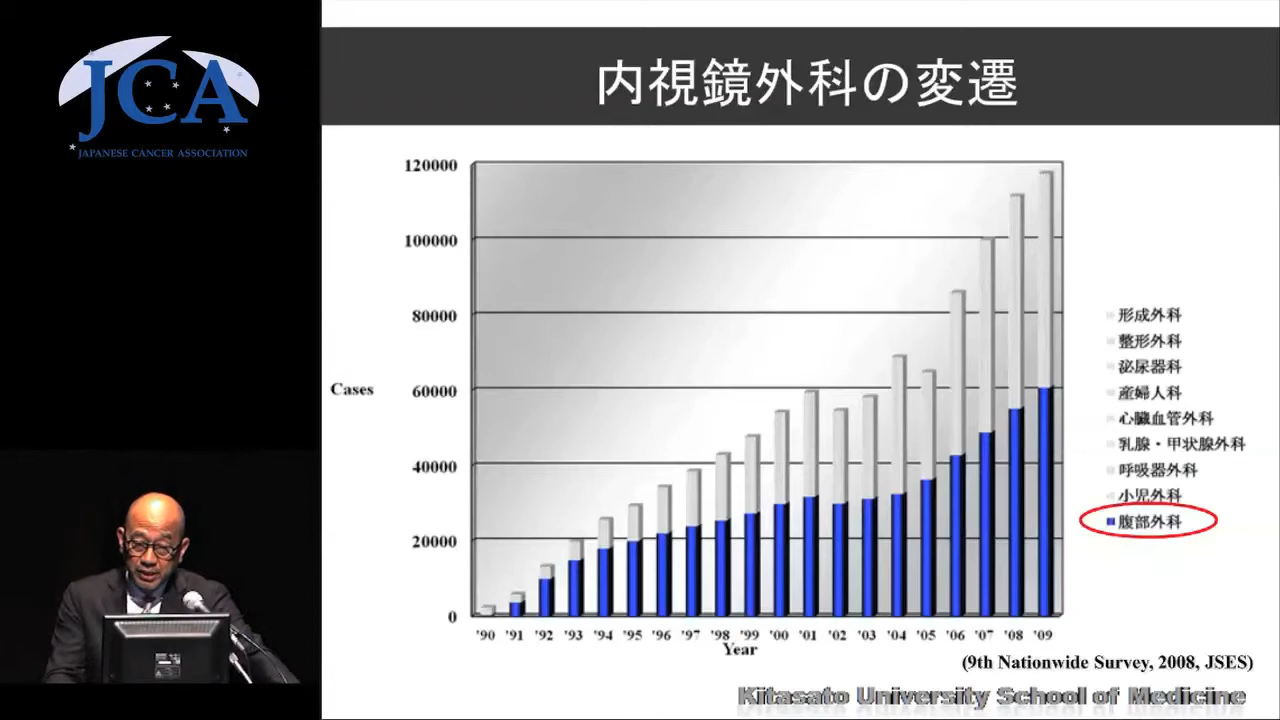 JCA
JAPANESE CANCER ASSOCIATION
内視鏡外科の変遷
120000
100000
80000
60000
40000
20000
0
Cases
'90 '91 '92 '93 '94 '95 '96 '97 '98 '99 '00 '01 '02 '03 '04 '05 '06 '07 '08 '09
Year
形成外科
整形外科
泌尿器科
産婦人科
心臓血管外科
乳腺・甲状腺外科
呼吸器外科
小児外科
腹部外科
(9th Nationwide Survey, 2008, JSES)
Kitasato University School of Medicine